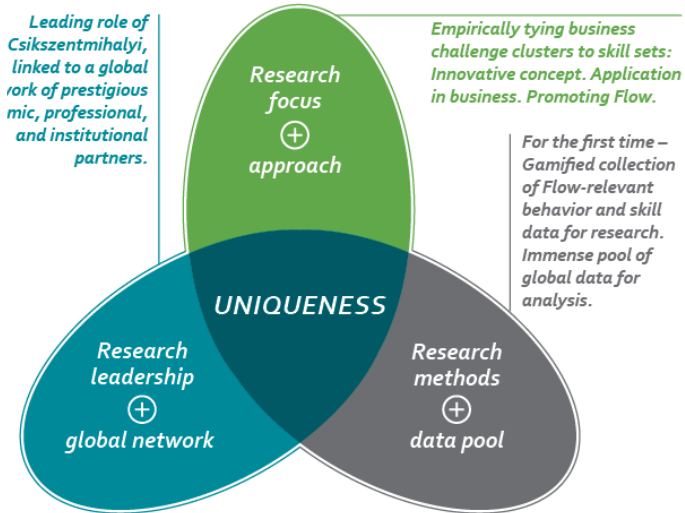 Leading role of
Csikszentmihalyi,
linked to a global
of prestigious
professional,
and institutional
partners.
Empirically tying business
challenge clusters to skill sets:
Innovative concept. Application
in business. Promoting Flow.
Research
focus
+
approach
For the first time –
Gamified collection
of Flow-relevant
behavior and skill
data for research.
Immense pool of
global data for
analysis.
UNIQUENESS
Research
leadership
+
global network
Research
methods
+
data pool